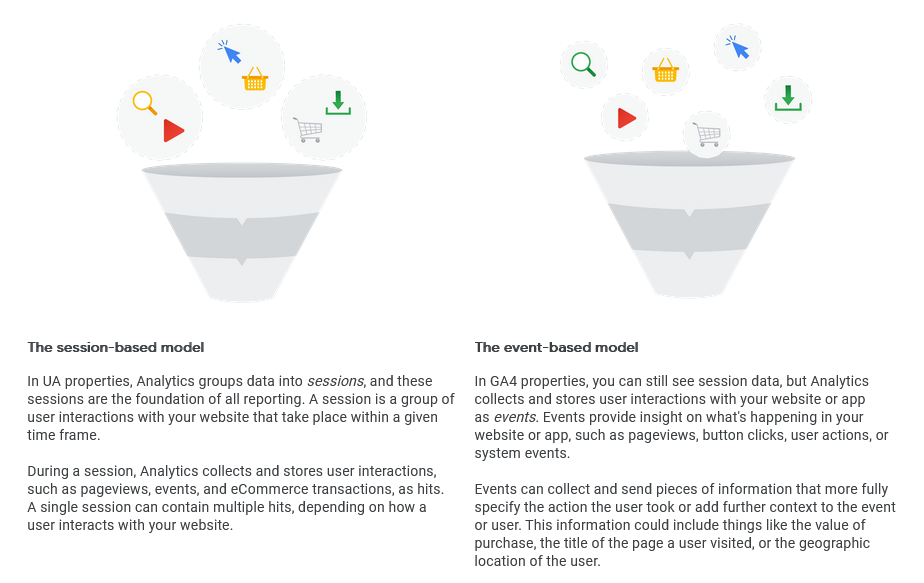 The session-based model
In UA properties, Analytics groups data into sessions, and these
sessions are the foundation of all reporting. A session is a group of
user interactions with your website that take place within a given
time frame.
During a session, Analytics collects and stores user interactions,
such as pageviews, events, and eCommerce transactions, as hits.
A single session can contain multiple hits, depending on how a
user interacts with your website.
The event-based model
In GA4 properties, you can still see session data, but Analytics
collects and stores user interactions with your website or app
as events. Events provide insight on what's happening in your
website or app, such as pageviews, button clicks, user actions, or
system events.
Events can collect and send pieces of information that more fully
specify the action the user took or add further context to the event
or user. This information could include things like the value of
purchase, the title of the page a user visited, or the geographic
location of the user.